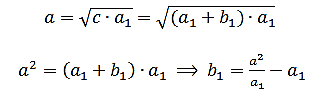 a = √(c · a₁) = √((a₁ + b₁) · a₁)
a² = (a₁ + b₁) · a₁ ⟹ b₁ = a²/a₁ − a₁